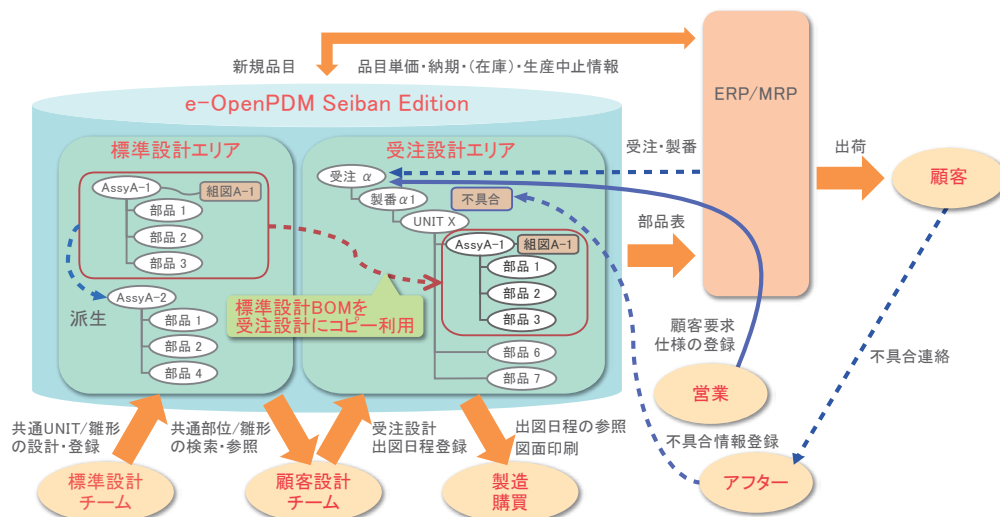 新規品目
品目単価・納期・(在庫)・生産中止情報
ERP/MRP
e-OpenPDM Seiban Edition
標準設計エリア
AssyA-1
組図A-1
部品 1
部品 2
部品 3
AssyA-2
派生
部品 1
部品 2
部品 4
受注設計エリア
受注 α
製番α1
不具合
UNIT X
AssyA-1
組図A-1
部品 1
部品 2
部品 3
部品 6
部品 7
標準設計BOMを
受注設計にコピー利用
受注・製番
部品表
出荷
顧客
顧客要求
仕様の登録
営業
不具合連絡
不具合情報登録
アフター
共通UNIT/雛形
の設計・登録
共通部位/雛形
の検索・参照
受注設計
出図日程登録
出図日程の参照
図面印刷
標準設計
チーム
顧客設計
チーム
製造
購買